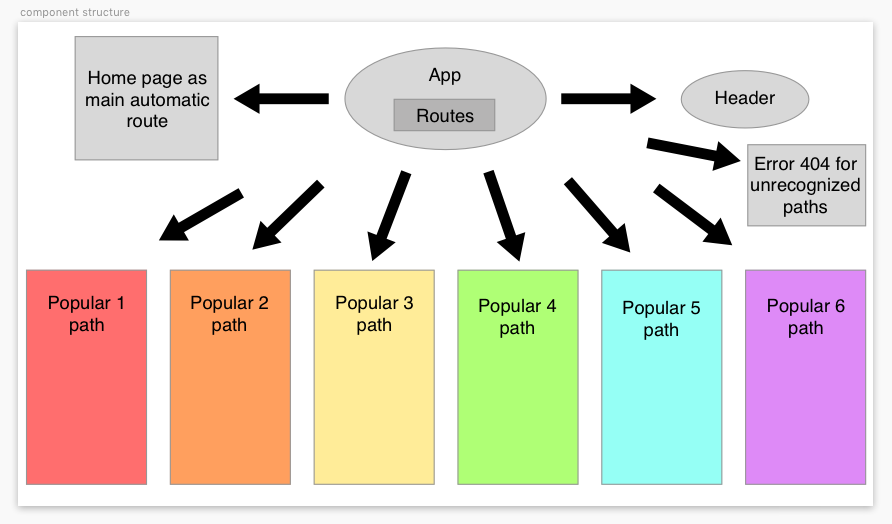 component structure
Home page as
main automatic
route
App
Routes
Header
Error 404 for
unrecognized
paths
Popular 1
path
Popular 2
path
Popular 3
path
Popular 4
path
Popular 5
path
Popular 6
path